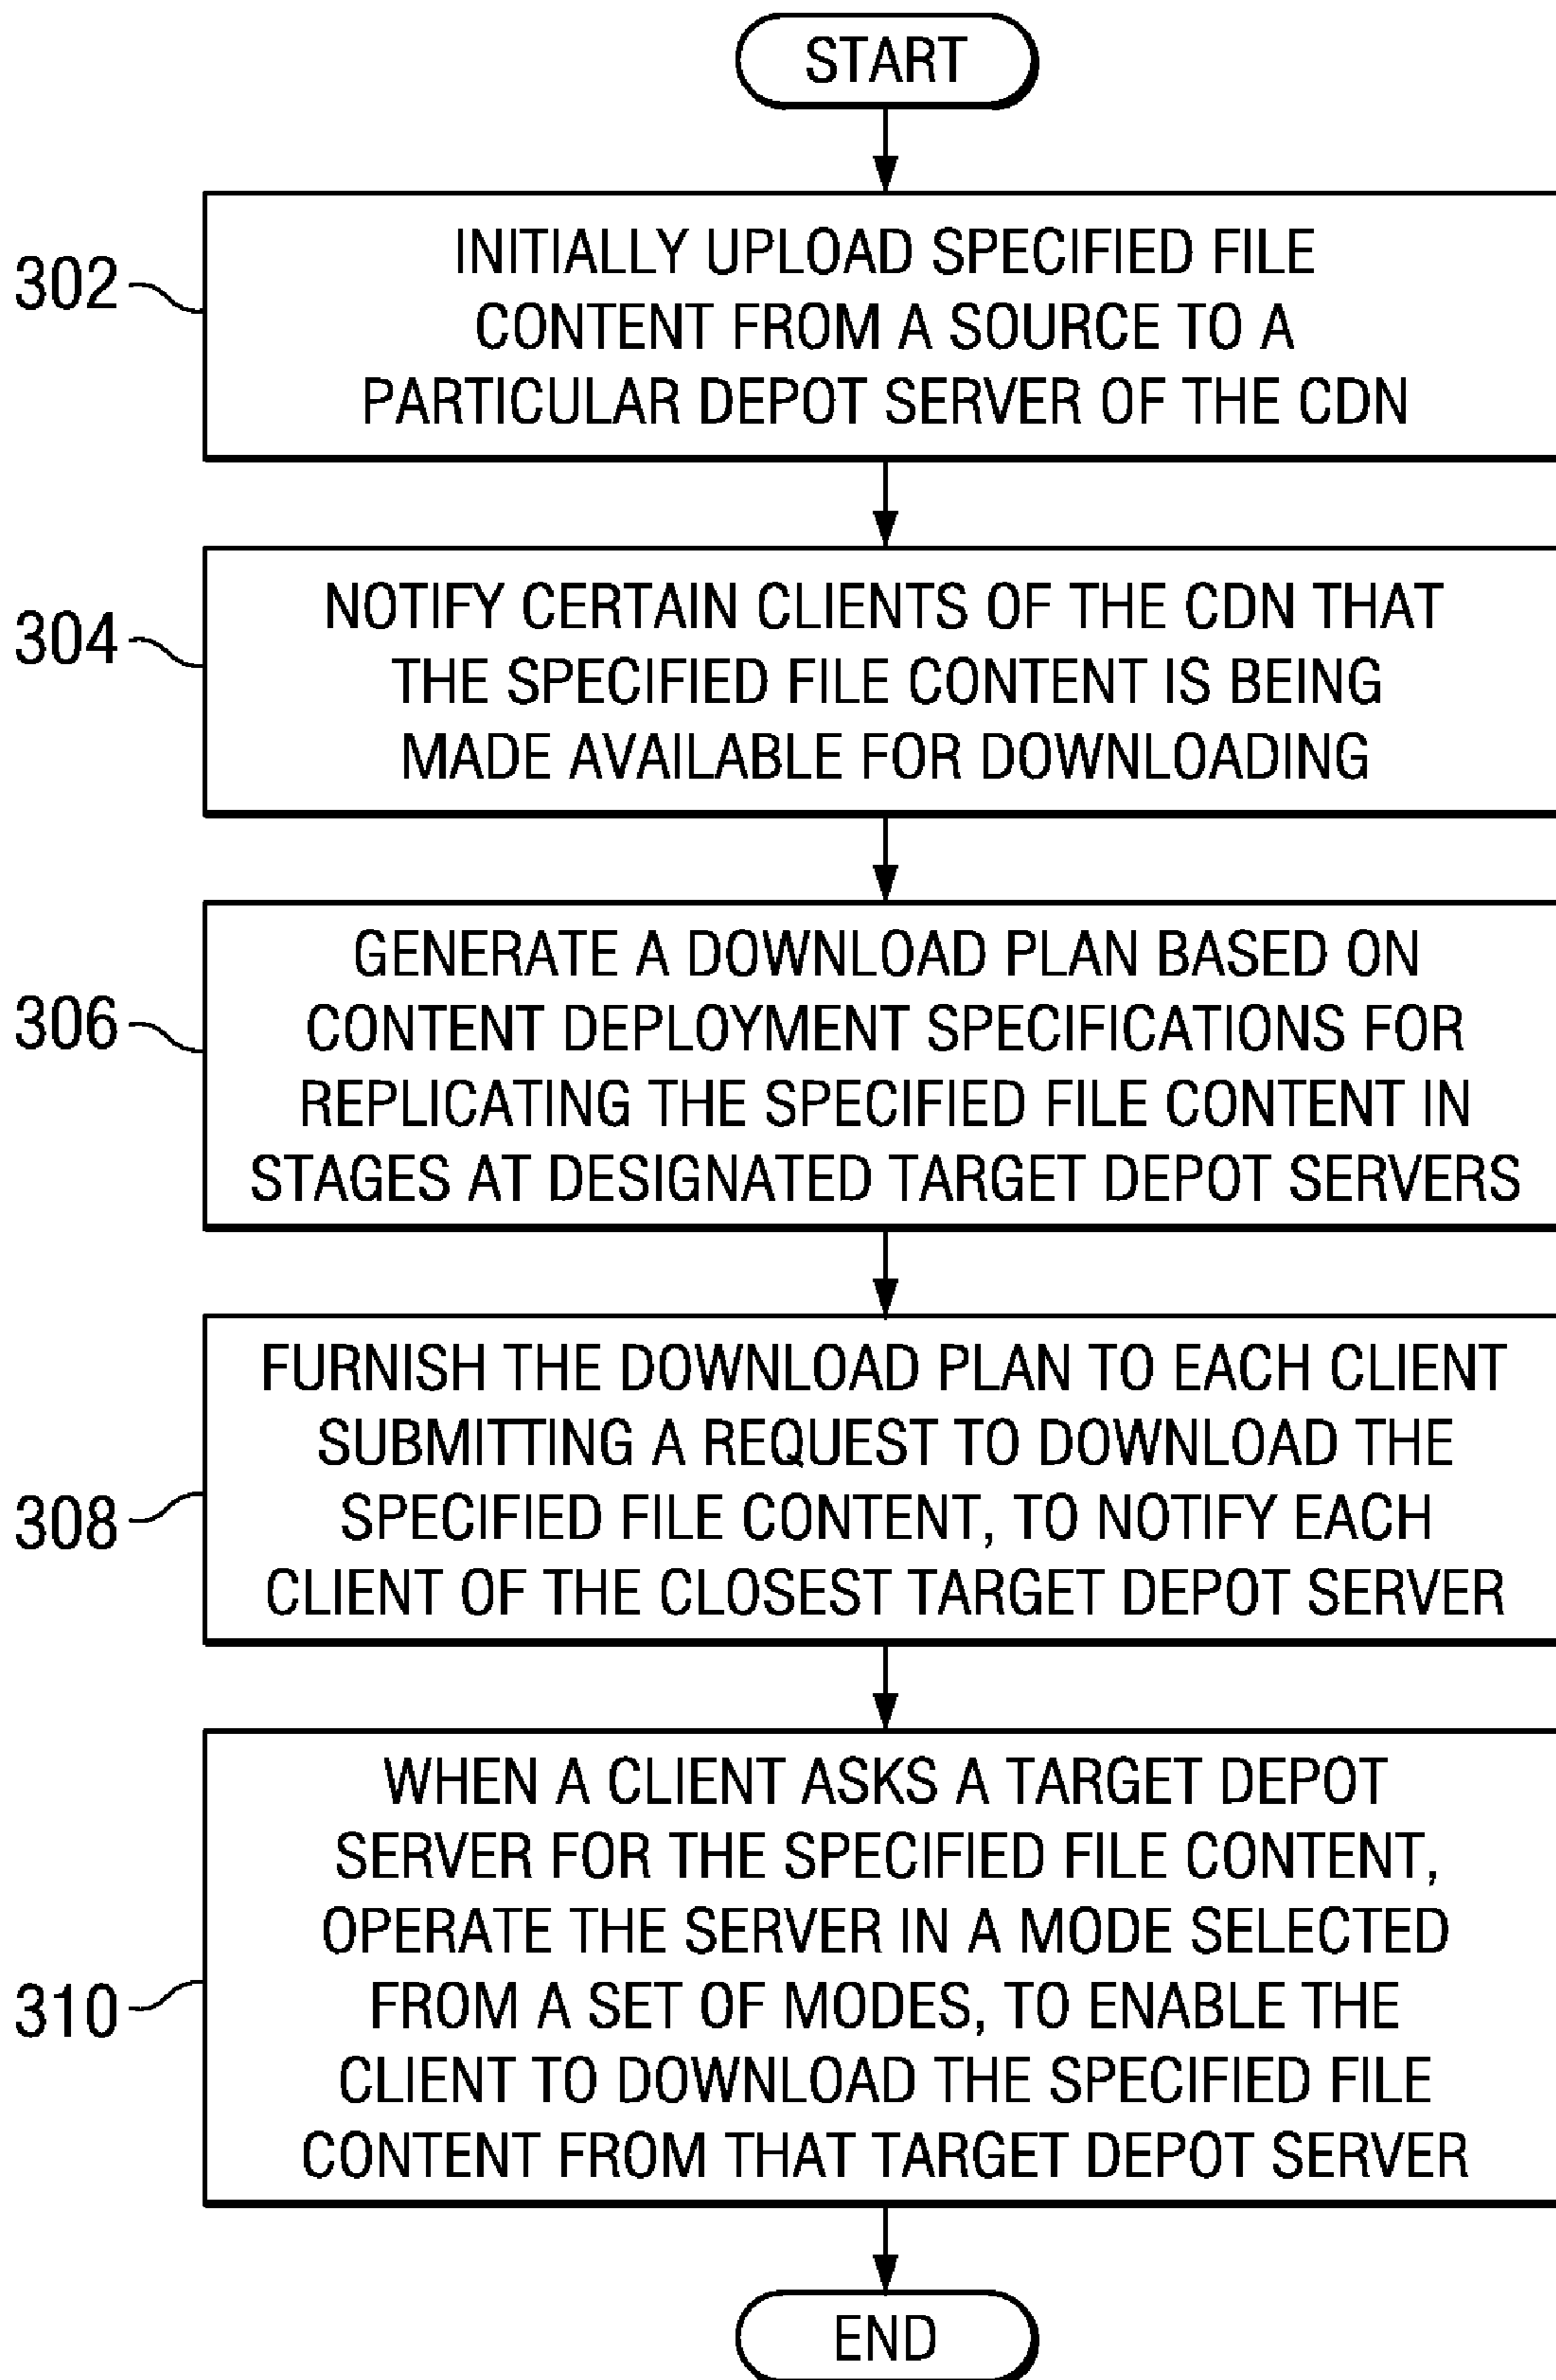 START
302
INITIALLY UPLOAD SPECIFIED FILE
CONTENT FROM A SOURCE TO A
PARTICULAR DEPOT SERVER OF THE CDN
304
NOTIFY CERTAIN CLIENTS OF THE CDN THAT
THE SPECIFIED FILE CONTENT IS BEING
MADE AVAILABLE FOR DOWNLOADING
306
GENERATE A DOWNLOAD PLAN BASED ON
CONTENT DEPLOYMENT SPECIFICATIONS FOR
REPLICATING THE SPECIFIED FILE CONTENT IN
STAGES AT DESIGNATED TARGET DEPOT SERVERS
308
FURNISH THE DOWNLOAD PLAN TO EACH CLIENT
SUBMITTING A REQUEST TO DOWNLOAD THE
SPECIFIED FILE CONTENT, TO NOTIFY EACH
CLIENT OF THE CLOSEST TARGET DEPOT SERVER
310
WHEN A CLIENT ASKS A TARGET DEPOT
SERVER FOR THE SPECIFIED FILE CONTENT,
OPERATE THE SERVER IN A MODE SELECTED
FROM A SET OF MODES, TO ENABLE THE
CLIENT TO DOWNLOAD THE SPECIFIED FILE
CONTENT FROM THAT TARGET DEPOT SERVER
END